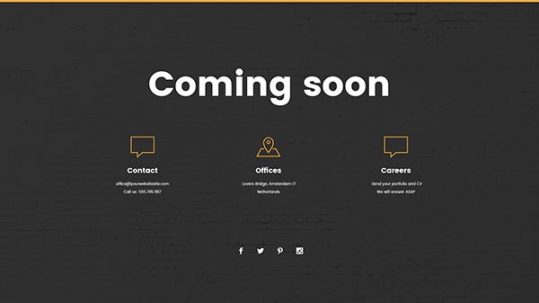 Coming soon
Contact
Offices
Careers
office@yourwebsitesite.com
Lovers Bridge, Amsterdam 17
Send your portfolio and CV
Call us: 555.789.987
Netherlands
We will answer ASAP